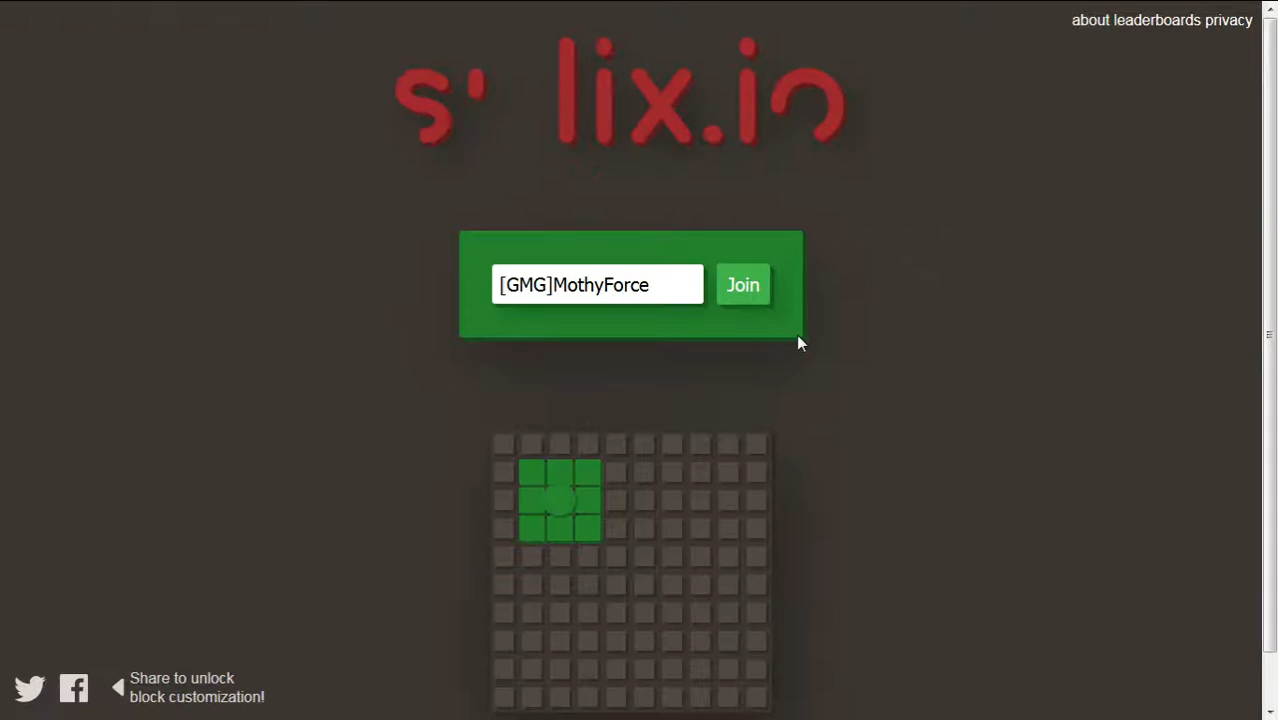 about leaderboards privacy
s' lix.io
[GMG]MothyForce
Join
Share to unlock
block customization!